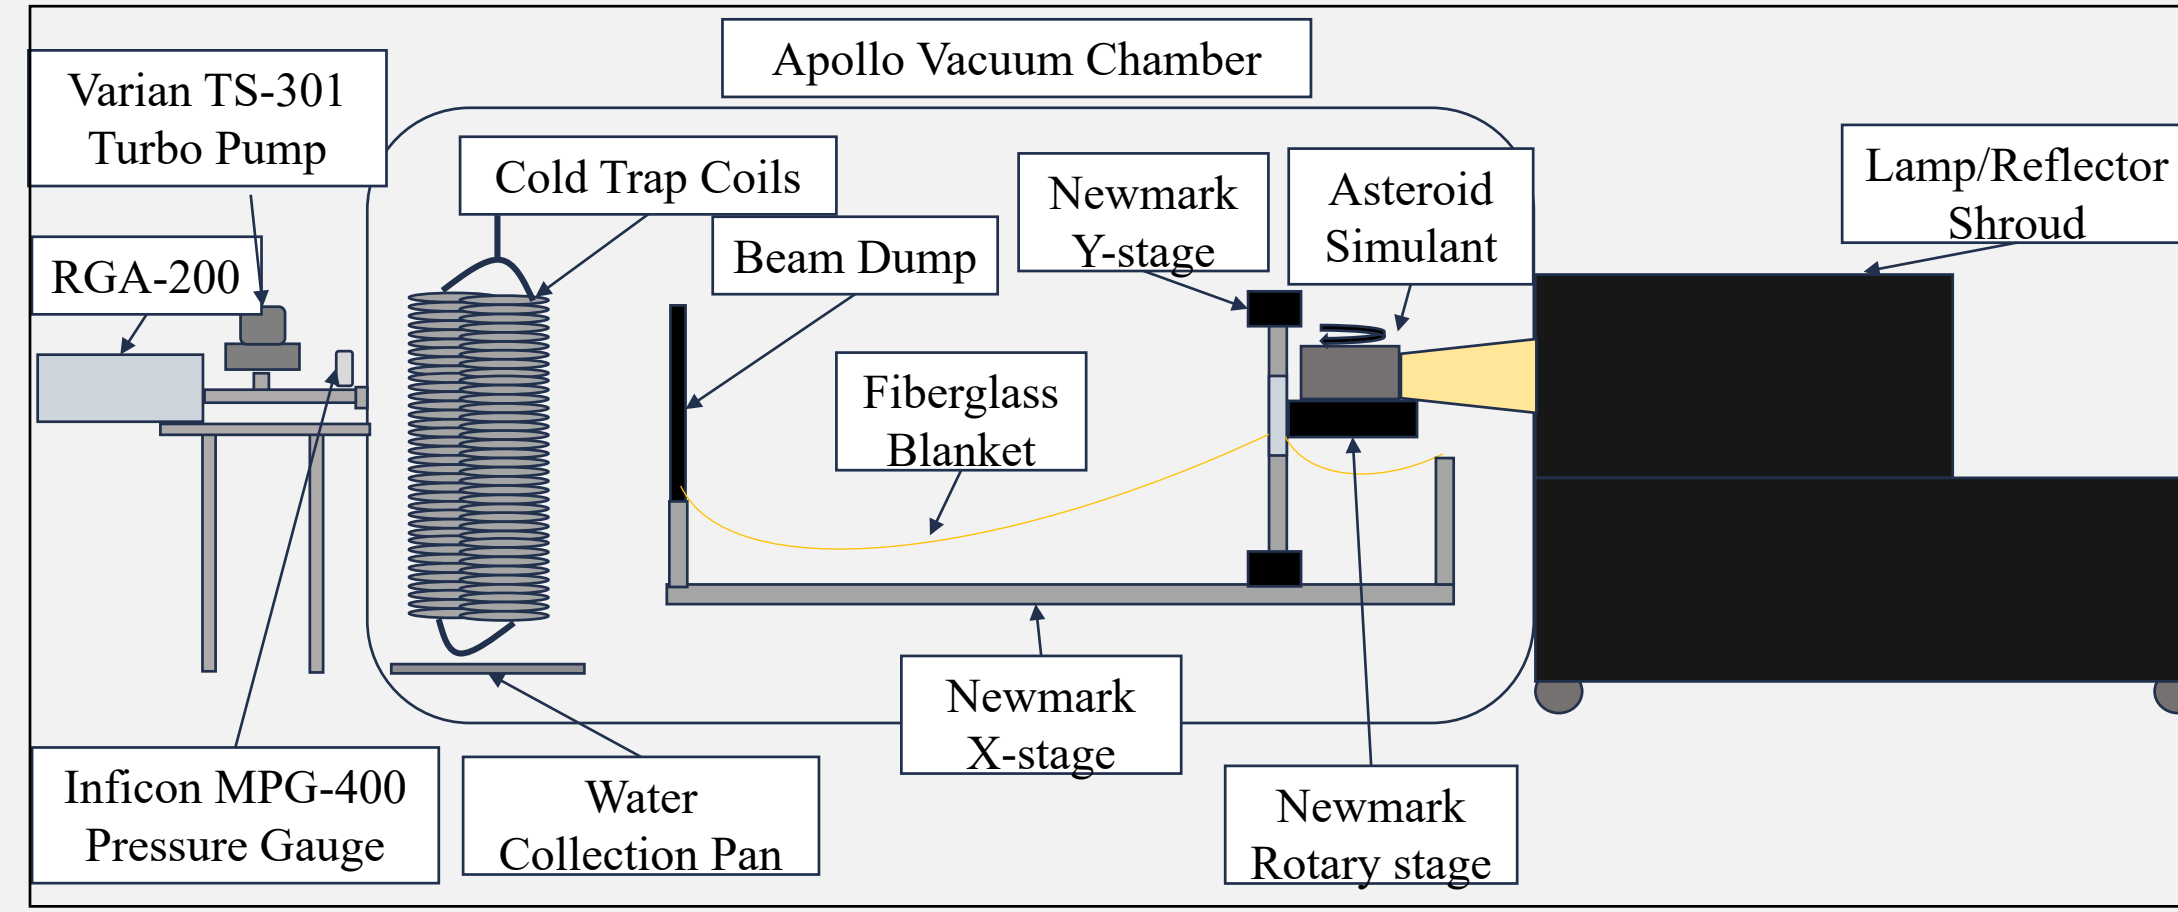 Apollo Vacuum Chamber
Varian TS-301
Turbo Pump
Cold Trap Coils
Newmark
Y-stage
Asteroid
Simulant
Lamp/Reflector
Shroud
RGA-200
Beam Dump
Fiberglass
Blanket
Newmark
X-stage
Inficon MPG-400
Pressure Gauge
Water
Collection Pan
Newmark
Rotary stage